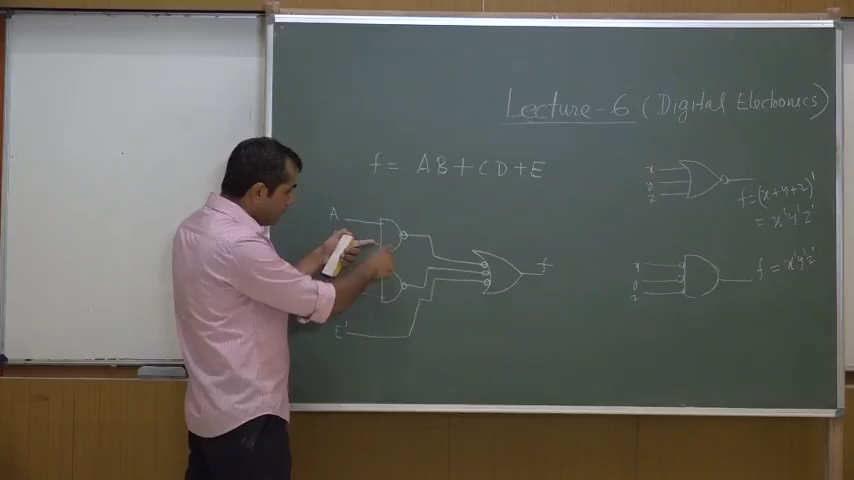 Lecture-6 (Digital Electronics)
f = AB+CD+E
A
E'
f
x
y
z
f=(x+y+z)'
= x'y'z'
x
y
z
f = x'y'z'